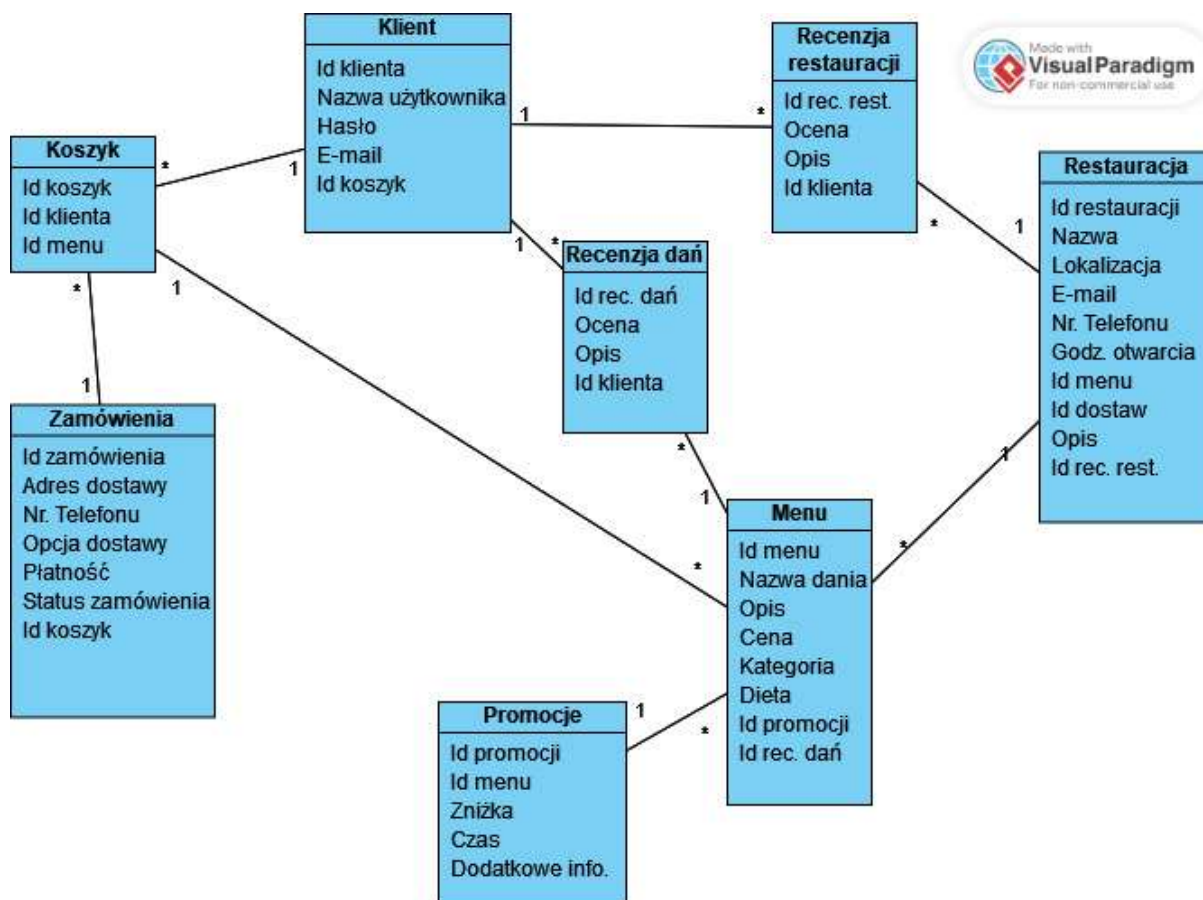 Klient
Id klienta
Nazwa użytkownika
Hasło
E-mail
Id koszyk
1
*
1
1
Recenzja
restauracji
Id rec. rest.
Ocena
Opis
Id klienta
*
*
1
Made with
Visual Paradigm
For non-commercial use
Koszyk
Id koszyk
Id klienta
Id menu
*
1
*
1
Restauracja
Id restauracji
Nazwa
Lokalizacja
E-mail
Nr. Telefonu
Godz. otwarcia
Id menu
Id dostaw
Opis
Id rec. rest.
1
*
Recenzja dań
Id rec. dań
Ocena
Opis
Id klienta
*
1
Zamówienia
Id zamówienia
Adres dostawy
Nr. Telefonu
Opcja dostawy
Płatność
Status zamówienia
Id koszyk
Menu
Id menu
Nazwa dania
Opis
Cena
Kategoria
Dieta
Id promocji
Id rec. dań
*
1
*
Promocje
Id promocji
Id menu
Zniżka
Czas
Dodatkowe info.